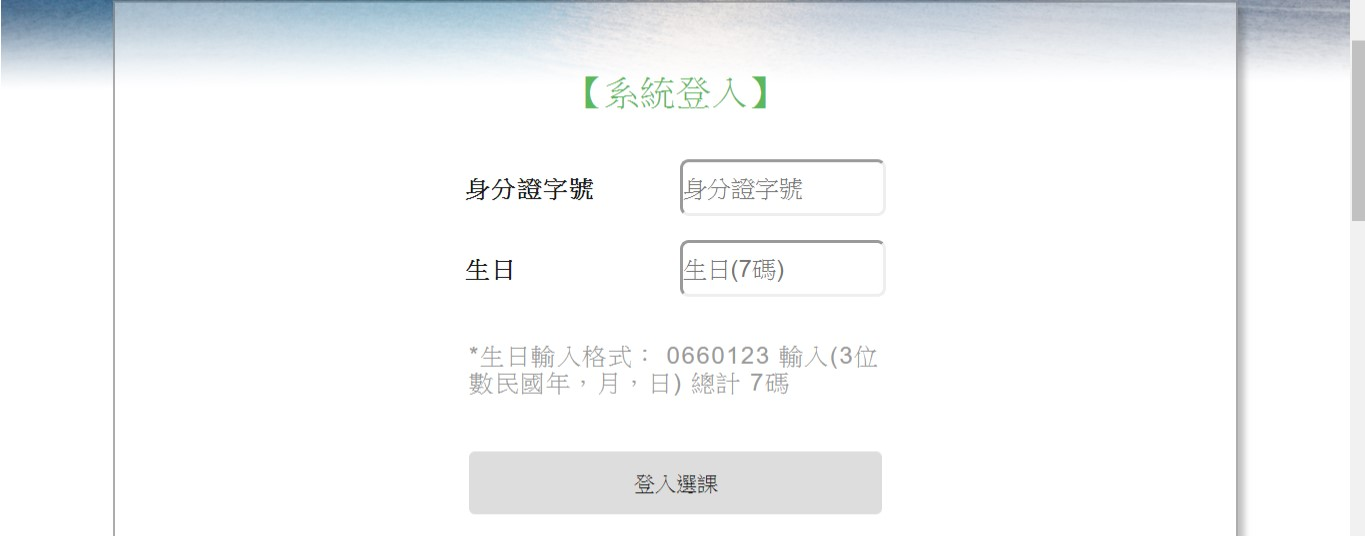 【系統登入】
身分證字號
身分證字號
生日
生日(7碼)
*生日輸入格式： 0660123 輸入(3位
數民國年，月，日) 總計 7碼
登入選課